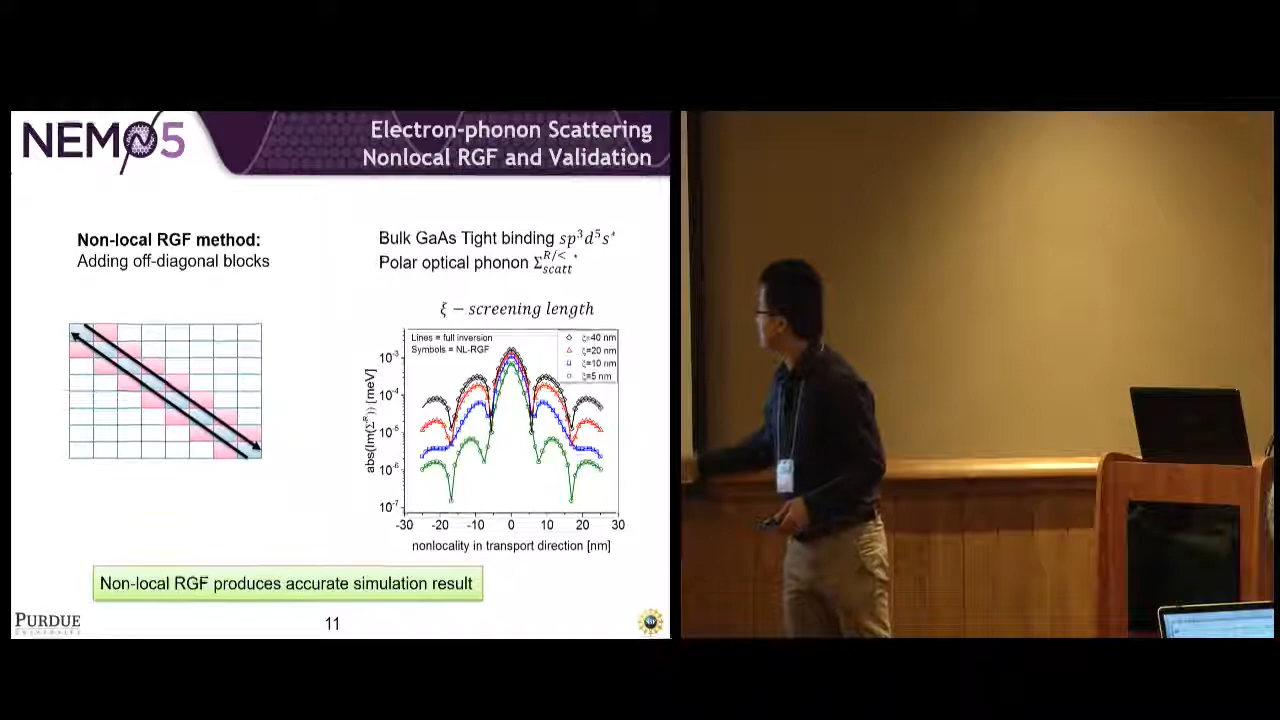 NEMO5
Electron-phonon Scattering
Nonlocal RGF and Validation
Non-local RGF method:
Adding off-diagonal blocks
Bulk GaAs Tight binding sp³d⁵s*
Polar optical phonon Σ^{R/<}_{scatt}
ξ − screening length
Lines = full inversion
Symbols = NL-RGF
ξ=40 nm
ξ=20 nm
ξ=10 nm
ξ=5 nm
abs(Im(Σᴿ)) [meV]
10⁻³
10⁻⁴
10⁻⁵
10⁻⁶
10⁻⁷
-30 -20 -10 0 10 20 30
nonlocality in transport direction [nm]
Non-local RGF produces accurate simulation result
PURDUE
UNIVERSITY
11
NSF